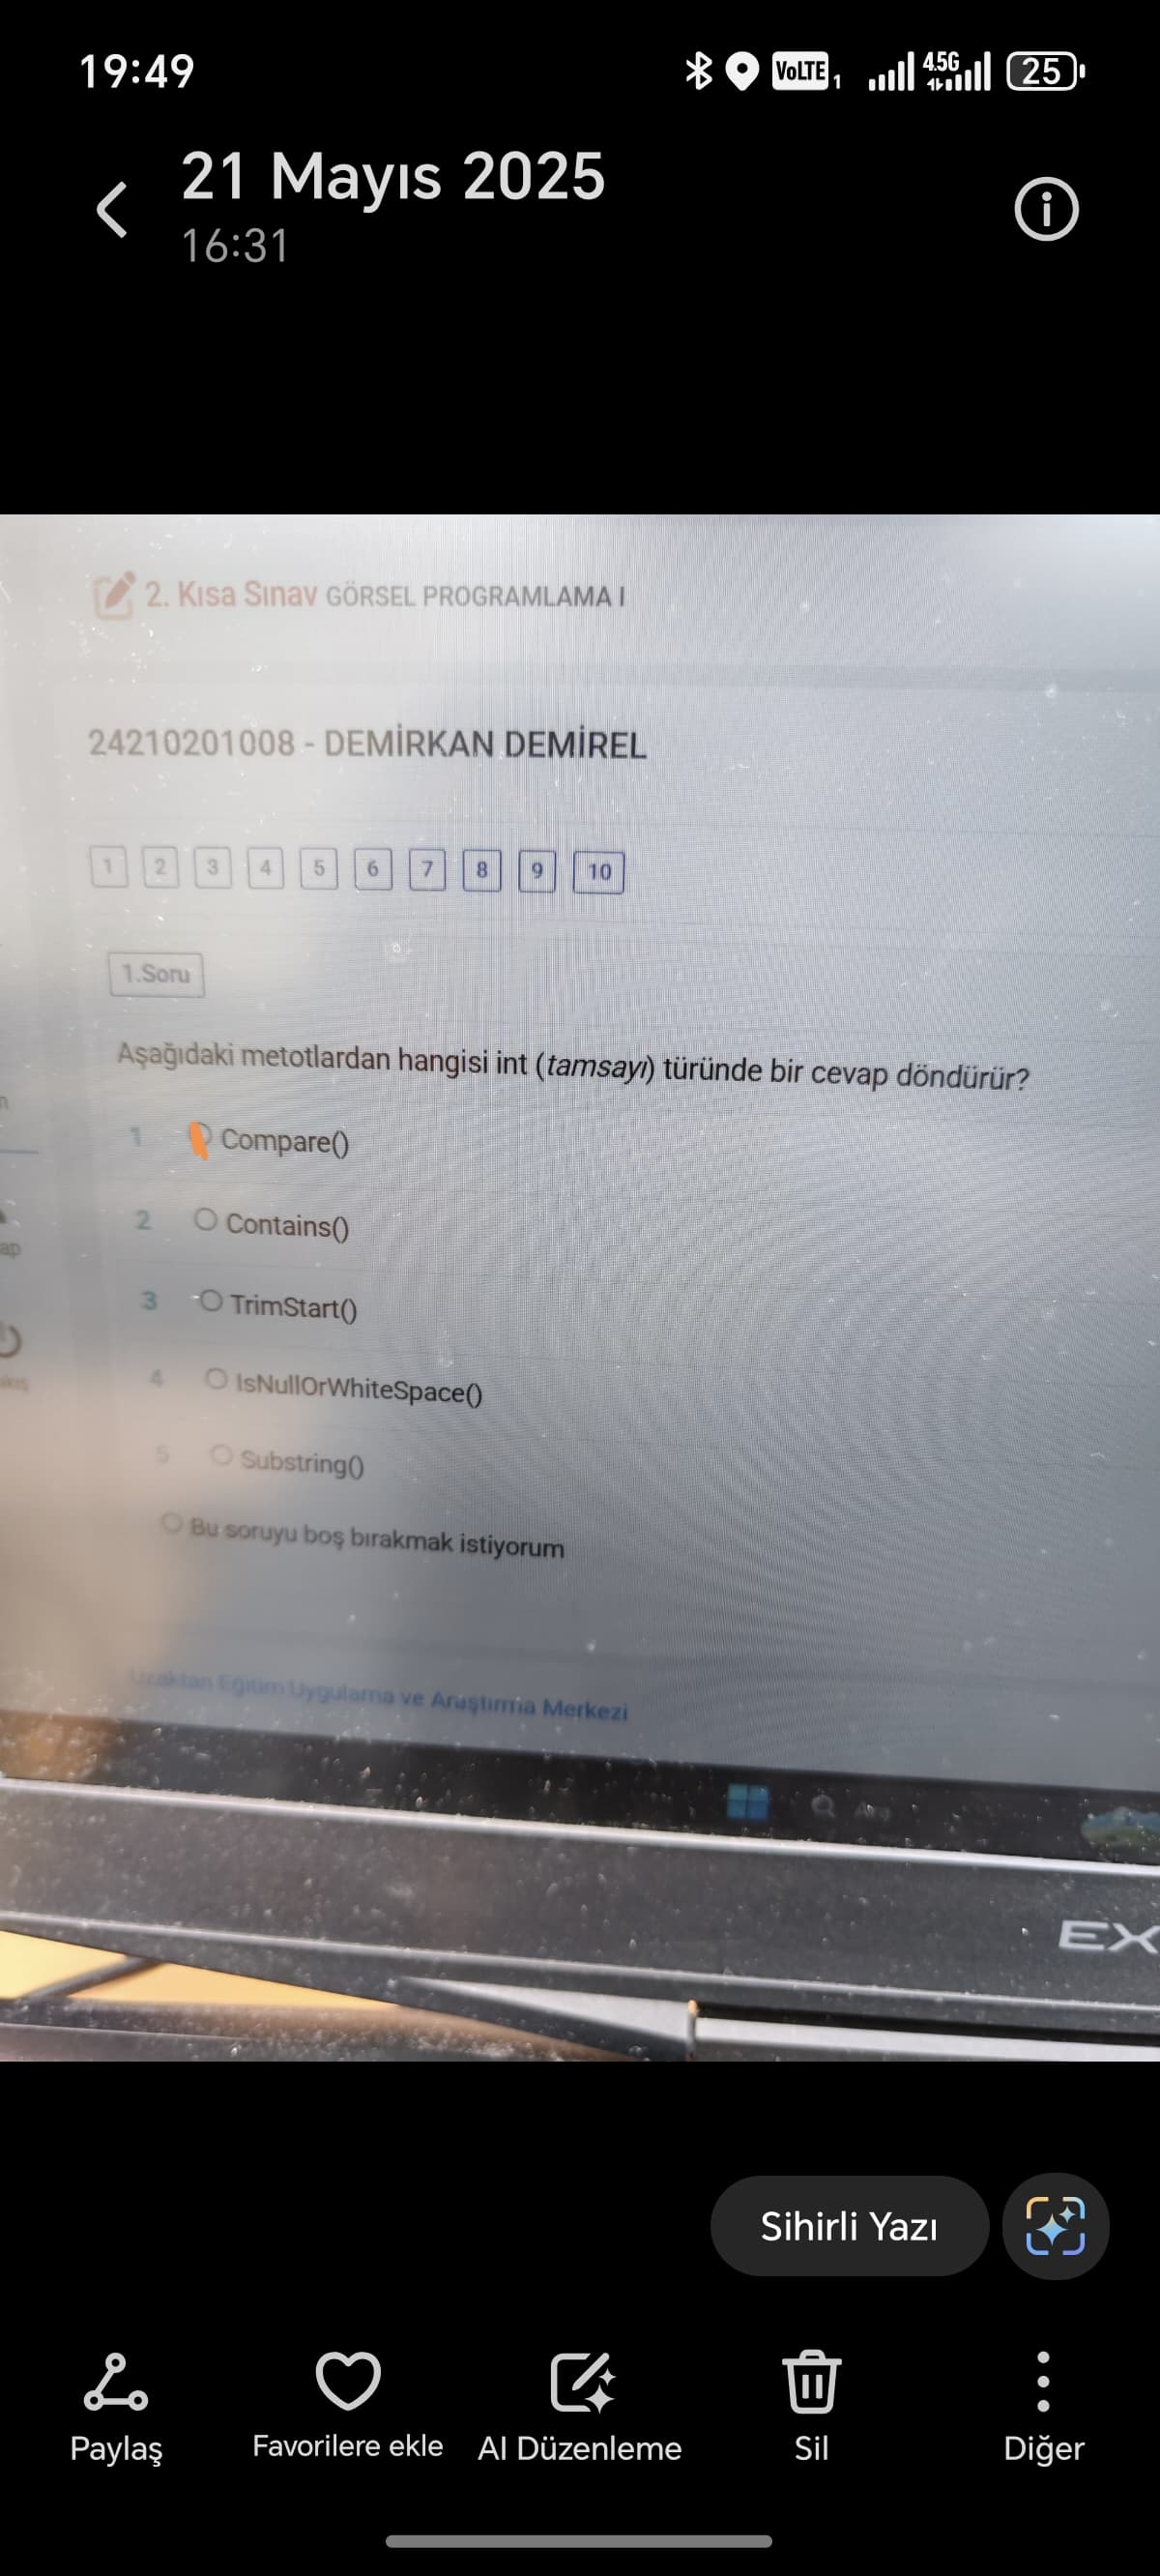 19:49
VoLTE 1 4.5G 25
21 Mayıs 2025
16:31
2. Kısa Sınav GÖRSEL PROGRAMLAMA I
24210201008 - DEMİRKAN DEMİREL
1 2 3 4 5 6 7 8 9 10
1.Soru
Aşağıdaki metotlardan hangisi int (tamsayı) türünde bir cevap döndürür?
1 Compare()
2 Contains()
3 TrimStart()
4 IsNullOrWhiteSpace()
5 Substring()
Bu soruyu boş bırakmak istiyorum
Uzaktan Eğitim Uygulama ve Araştırma Merkezi
EX
Sihirli Yazı
Paylaş Favorilere ekle AI Düzenleme Sil Diğer